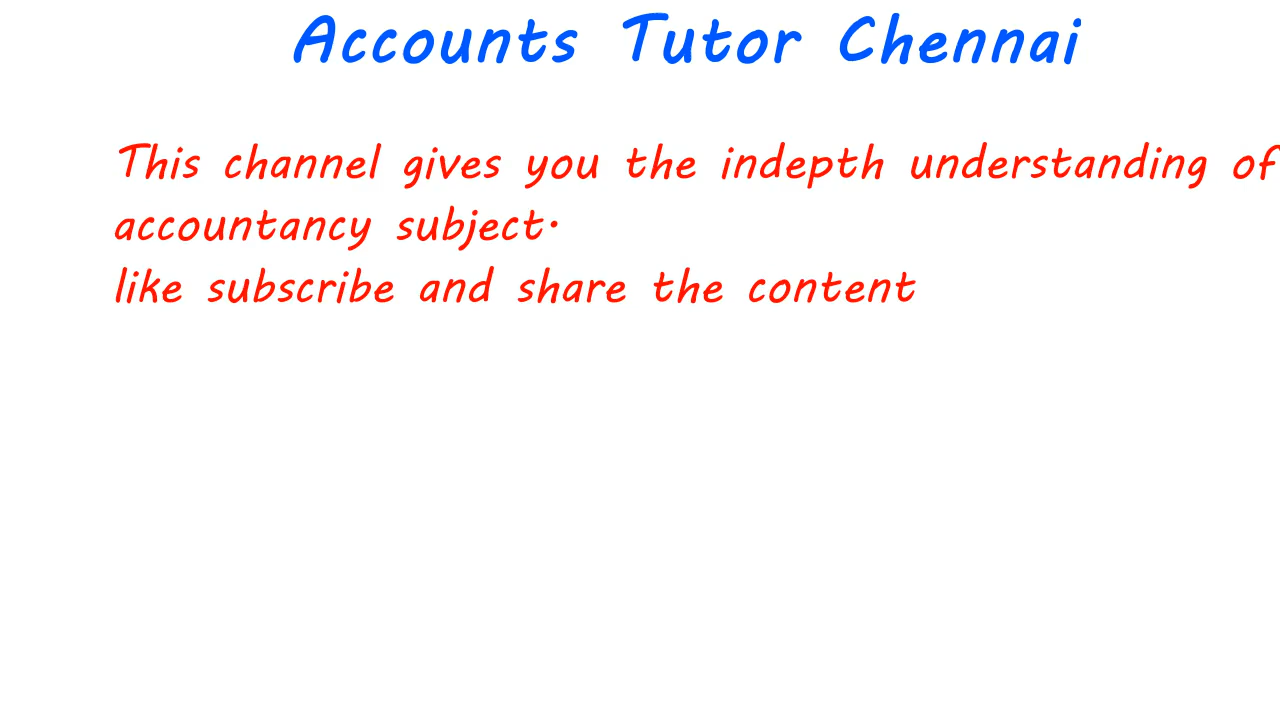 Accounts Tutor Chennai
This channel gives you the indepth understanding of
accountancy subject.
like subscribe and share the content